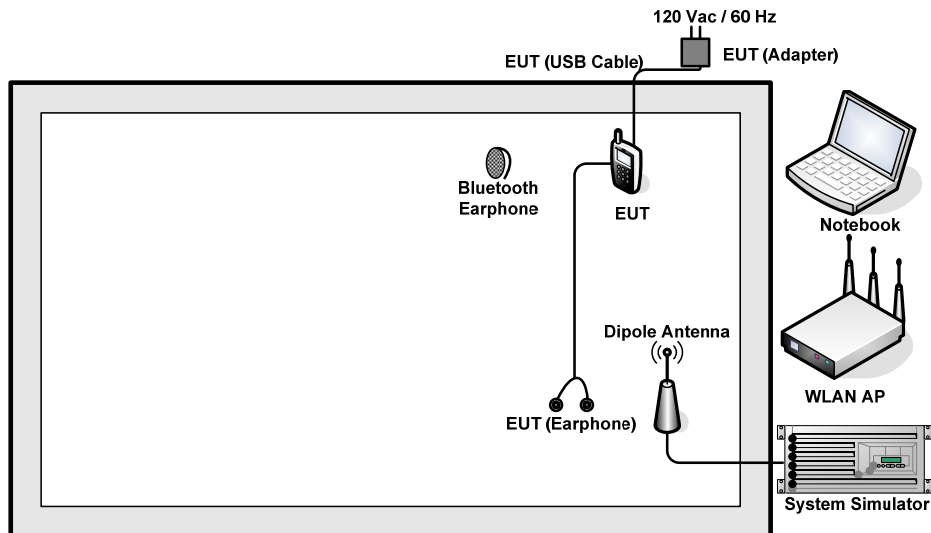 120 Vac / 60 Hz
EUT (USB Cable)
EUT (Adapter)
Bluetooth
Earphone
EUT
Notebook
Dipole Antenna
WLAN AP
EUT (Earphone)
System Simulator